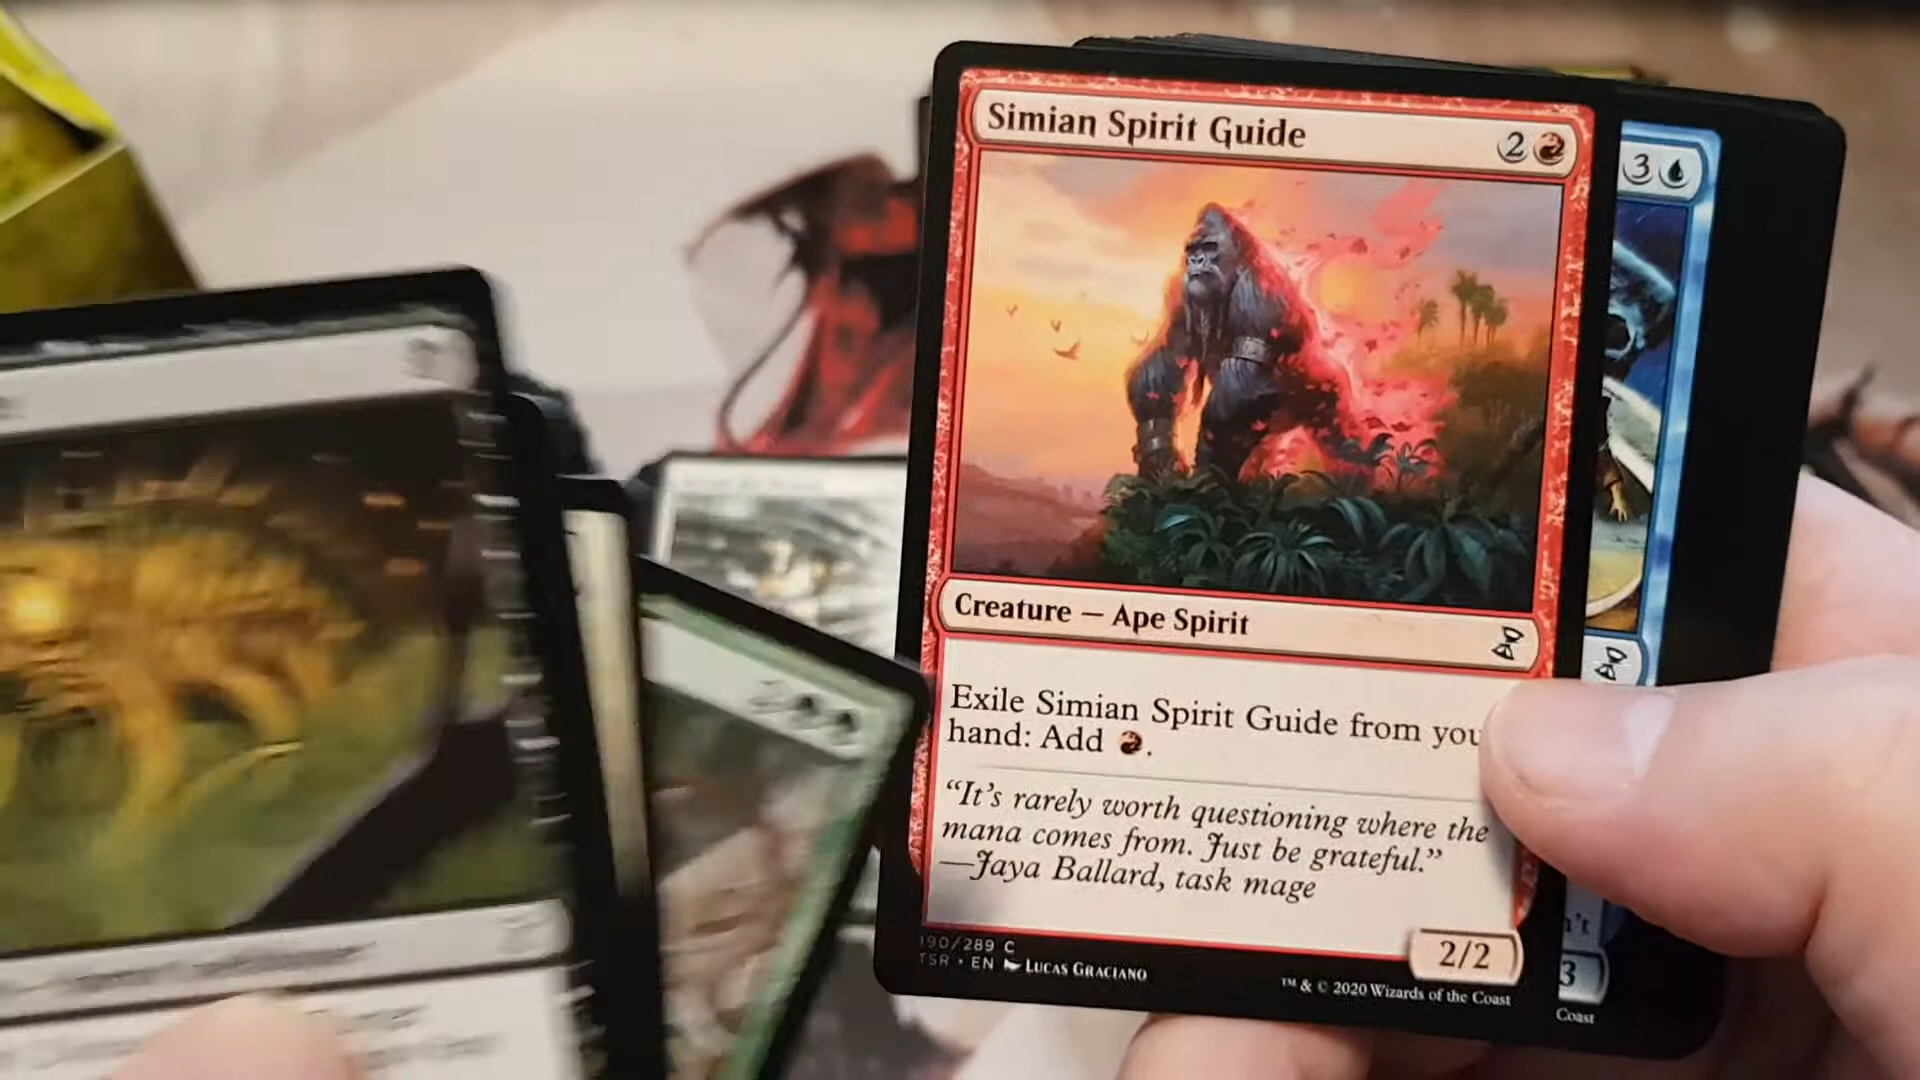 Simian Spirit Guide
2
3
Creature — Ape Spirit
Exile Simian Spirit Guide from you
hand: Add .
“It's rarely worth questioning where the
mana comes from. Just be grateful.”
—Jaya Ballard, task mage
190/289 C
TSR • EN Lucas Graciano
2/2
™ & © 2020 Wizards of the Coast
n't
3
Coast